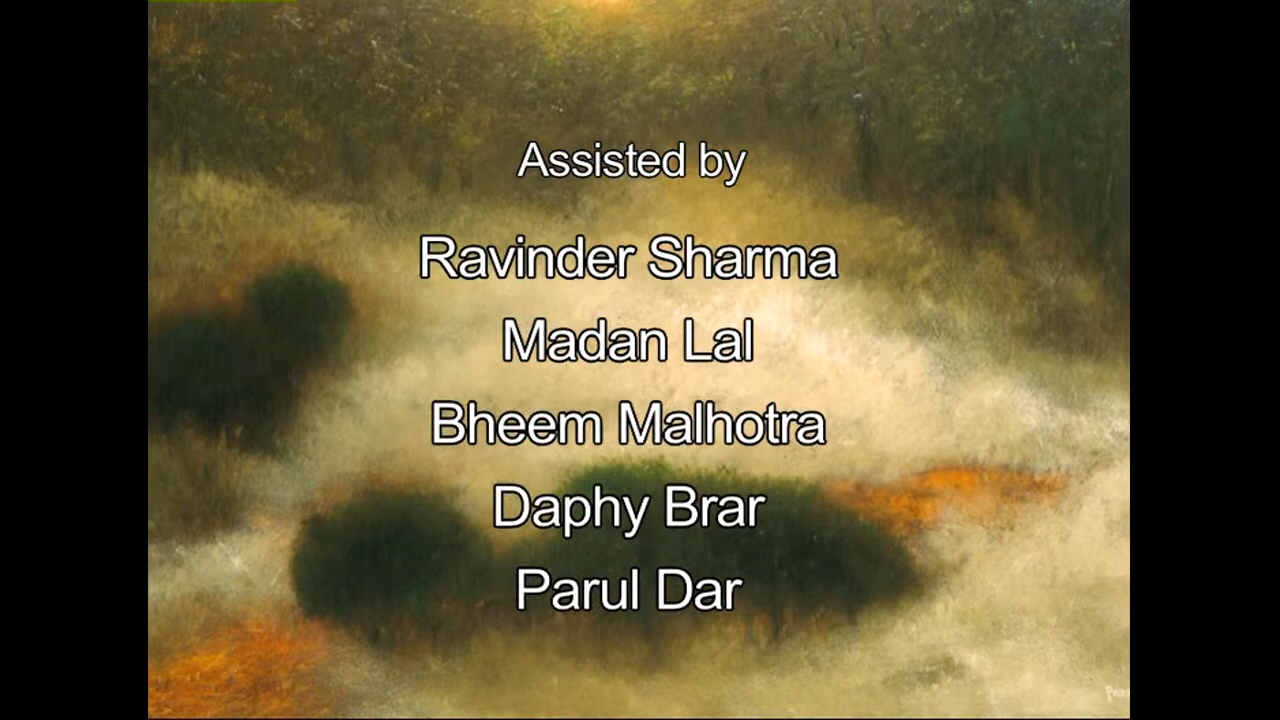 Assisted by
Ravinder Sharma
Madan Lal
Bheem Malhotra
Daphy Brar
Parul Dar